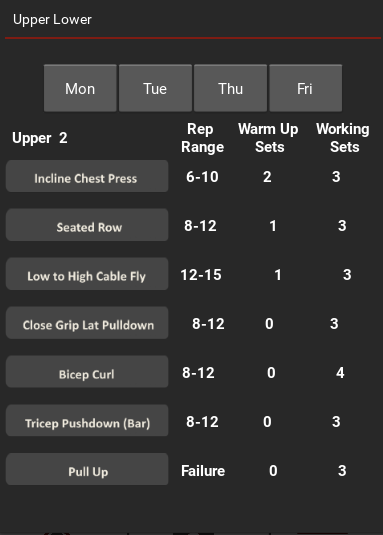 Upper Lower
Mon Tue Thu Fri
Upper 2 Rep Range Warm Up Sets Working Sets
Incline Chest Press 6-10 2 3
Seated Row 8-12 1 3
Low to High Cable Fly 12-15 1 3
Close Grip Lat Pulldown 8-12 0 3
Bicep Curl 8-12 0 4
Tricep Pushdown (Bar) 8-12 0 3
Pull Up Failure 0 3